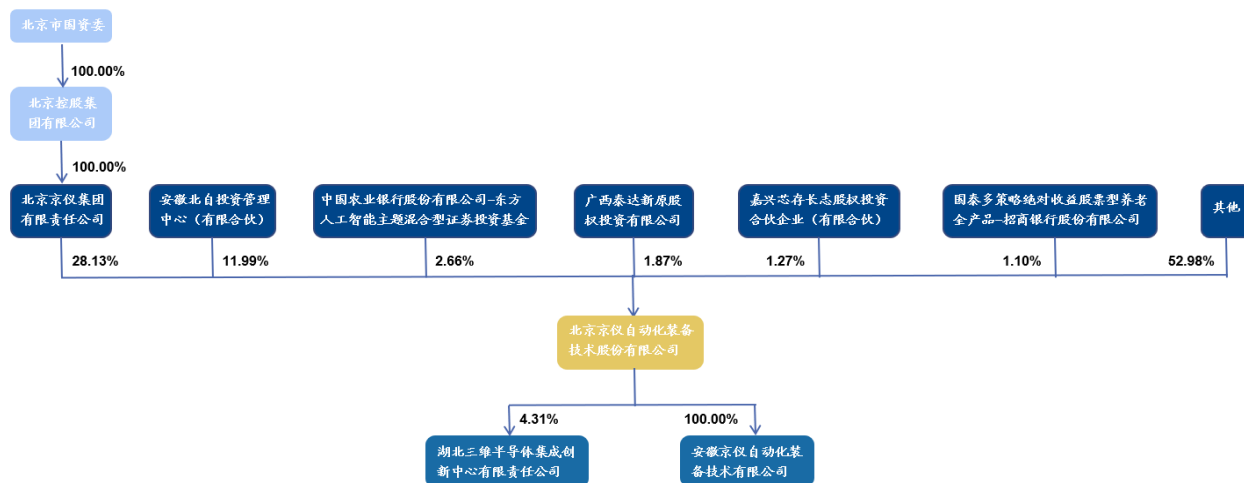 北京市国资委
100.00%
北京控股集
团有限公司
100.00%
北京京仪集团
有限责任公司
安徽北自投资管理
中心（有限合伙）
中国农业银行股份有限公司-东方
人工智能主题混合型证券投资基金
广西泰达新原股
权投资有限公司
嘉兴芯存长志股权投资
合伙企业（有限合伙）
国泰多策略绝对收益股票型养老
金产品-招商银行股份有限公司
其他
28.13%
11.99%
2.66%
1.87%
1.27%
1.10%
52.98%
北京京仪自动化装备
技术股份有限公司
4.31%
100.00%
湖北三维半导体集成创
新中心有限责任公司
安徽京仪自动化装
备技术有限公司